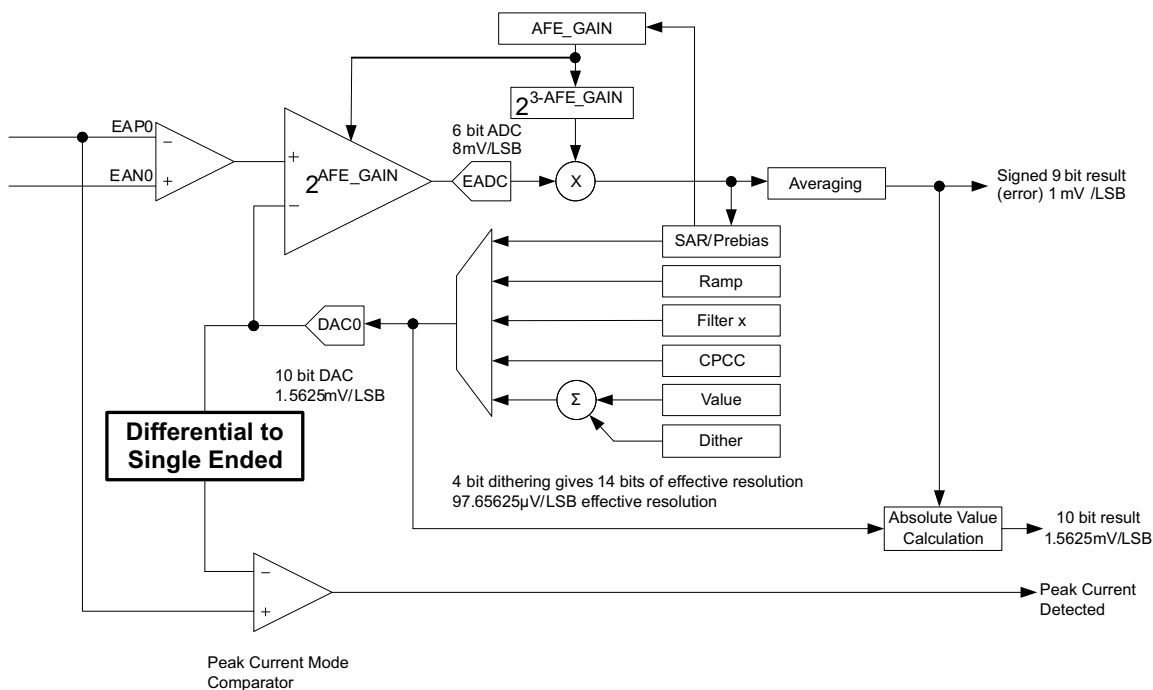 AFE_GAIN
2^3-AFE_GAIN
EAP0
EAN0
−
+
+
−
2^AFE_GAIN
6 bit ADC
8mV/LSB
EADC
X
Averaging
Signed 9 bit result
(error) 1 mV /LSB
SAR/Prebias
Ramp
Filter x
CPCC
Value
Dither
Σ
DAC0
10 bit DAC
1.5625mV/LSB
Differential to
Single Ended
4 bit dithering gives 14 bits of effective resolution
97.65625µV/LSB effective resolution
Absolute Value
Calculation
10 bit result
1.5625mV/LSB
−
+
Peak Current
Detected
Peak Current Mode
Comparator